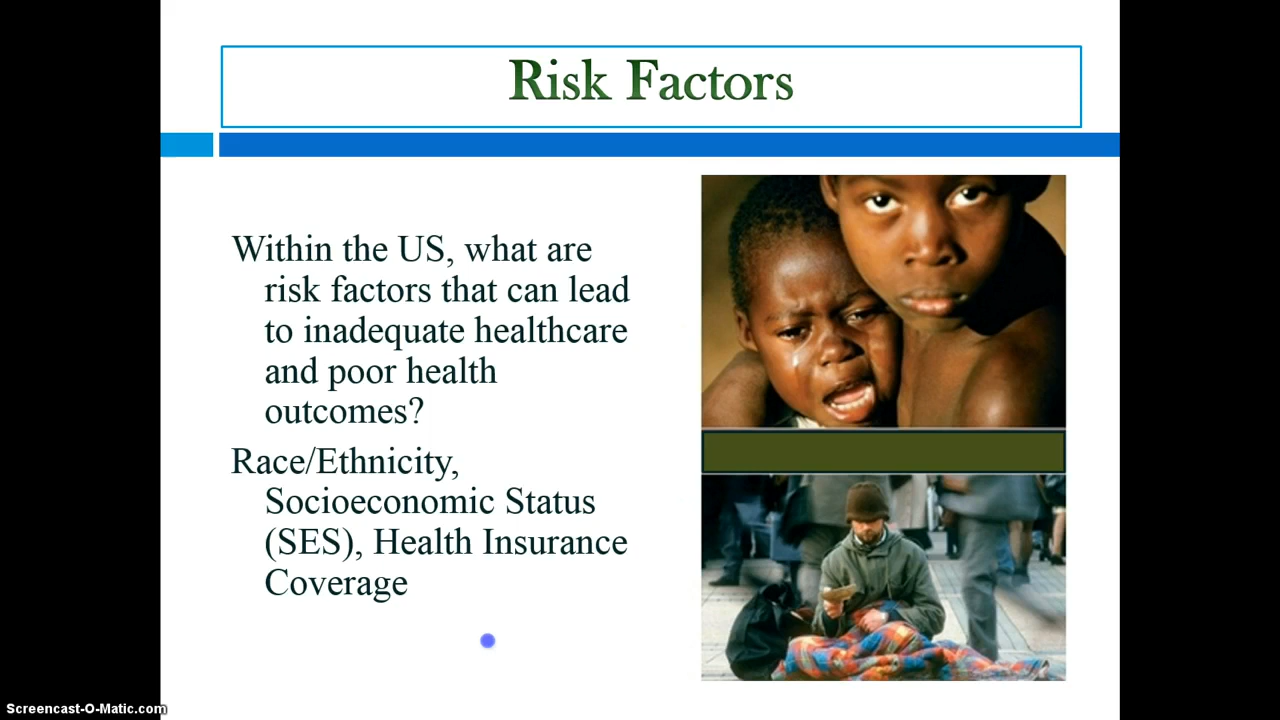 Risk Factors
Within the US, what are
risk factors that can lead
to inadequate healthcare
and poor health
outcomes?
Race/Ethnicity,
Socioeconomic Status
(SES), Health Insurance
Coverage
Screencast-O-Matic.com